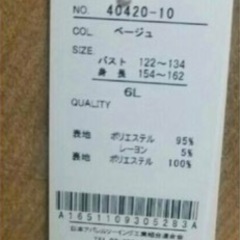 NO. 40420-10
COL. ベージュ
SIZE.
バスト 122〜134
身長 154〜162
6L
QUALITY
表地 ポリエステル 95%
レーヨン 5%
表地 ポリエステル 100%
A1651109305283A